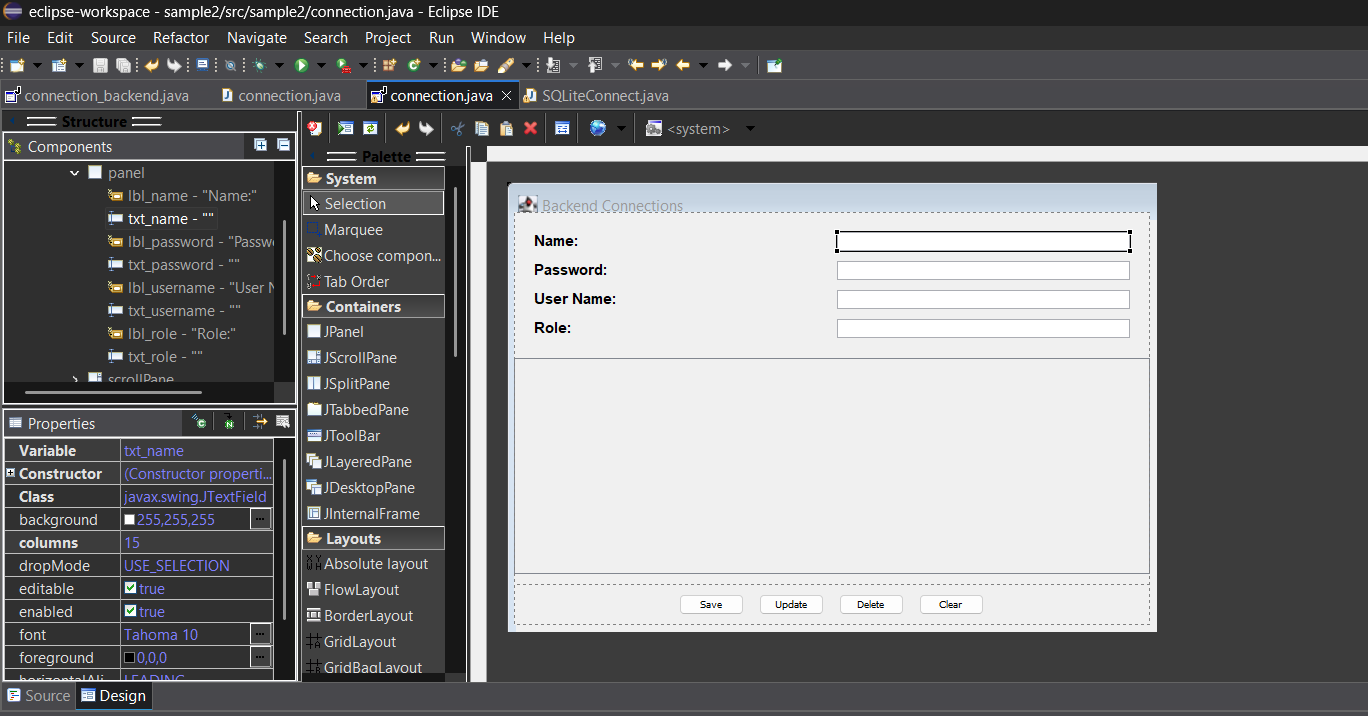 eclipse-workspace - sample2/src/sample2/connection.java - Eclipse IDE
File Edit Source Refactor Navigate Search Project Run Window Help
connection_backend.java connection.java connection.java SQLiteConnect.java
Structure
Components
panel
lbl_name - "Name:"
txt_name - ""
lbl_password - "Passw
txt_password - ""
lbl_username - "User N
txt_username - ""
lbl_role - "Role:"
txt_role - ""
scrollPane
Properties
Variable txt_name
Constructor (Constructor properti...
Class javax.swing.JTextField
background 255,255,255 ...
columns 15
dropMode USE_SELECTION
editable true
enabled true
font Tahoma 10 ...
foreground 0,0,0 ...
horizontalAli LEADING
Source Design
<system>
Palette
System
Selection
Marquee
Choose compon...
Tab Order
Containers
JPanel
JScrollPane
JSplitPane
JTabbedPane
JToolBar
JLayeredPane
JDesktopPane
JInternalFrame
Layouts
Absolute layout
FlowLayout
BorderLayout
GridLayout
GridBagLayout
Backend Connections
Name:
Password:
User Name:
Role:
Save Update Delete Clear